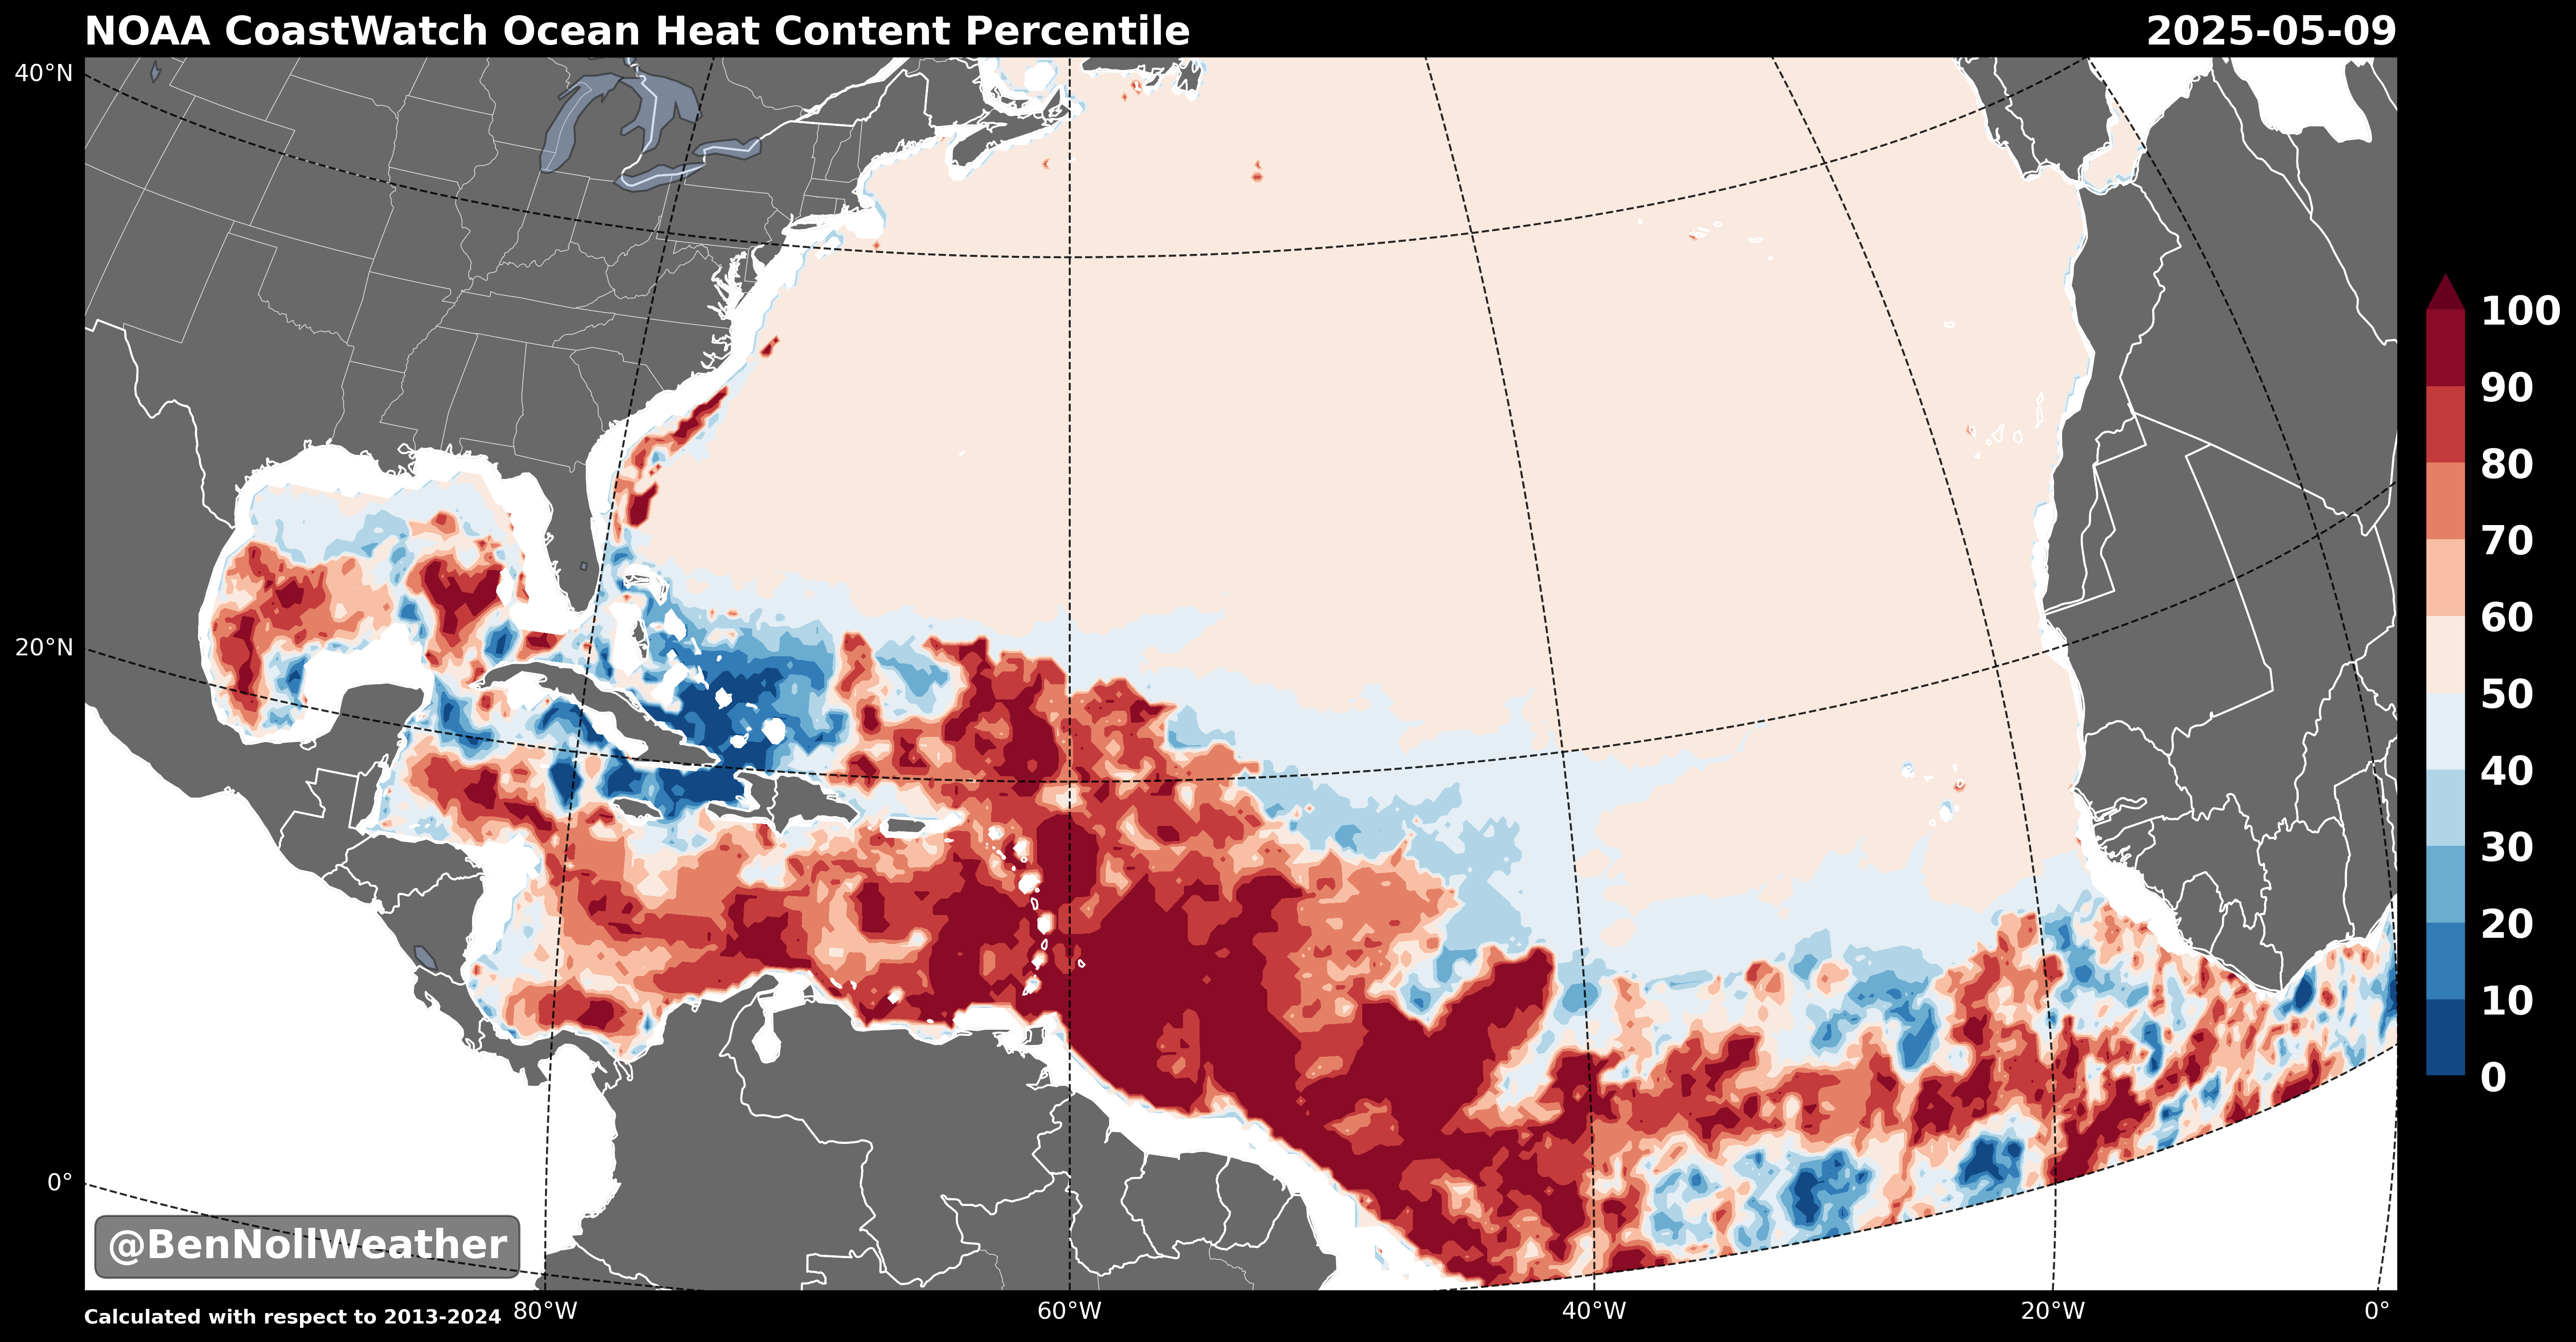 NOAA CoastWatch Ocean Heat Content Percentile
2025-05-09
40°N
20°N
0°
100
90
80
70
60
50
40
30
20
10
0
@BenNollWeather
Calculated with respect to 2013-2024
80°W
60°W
40°W
20°W
0°